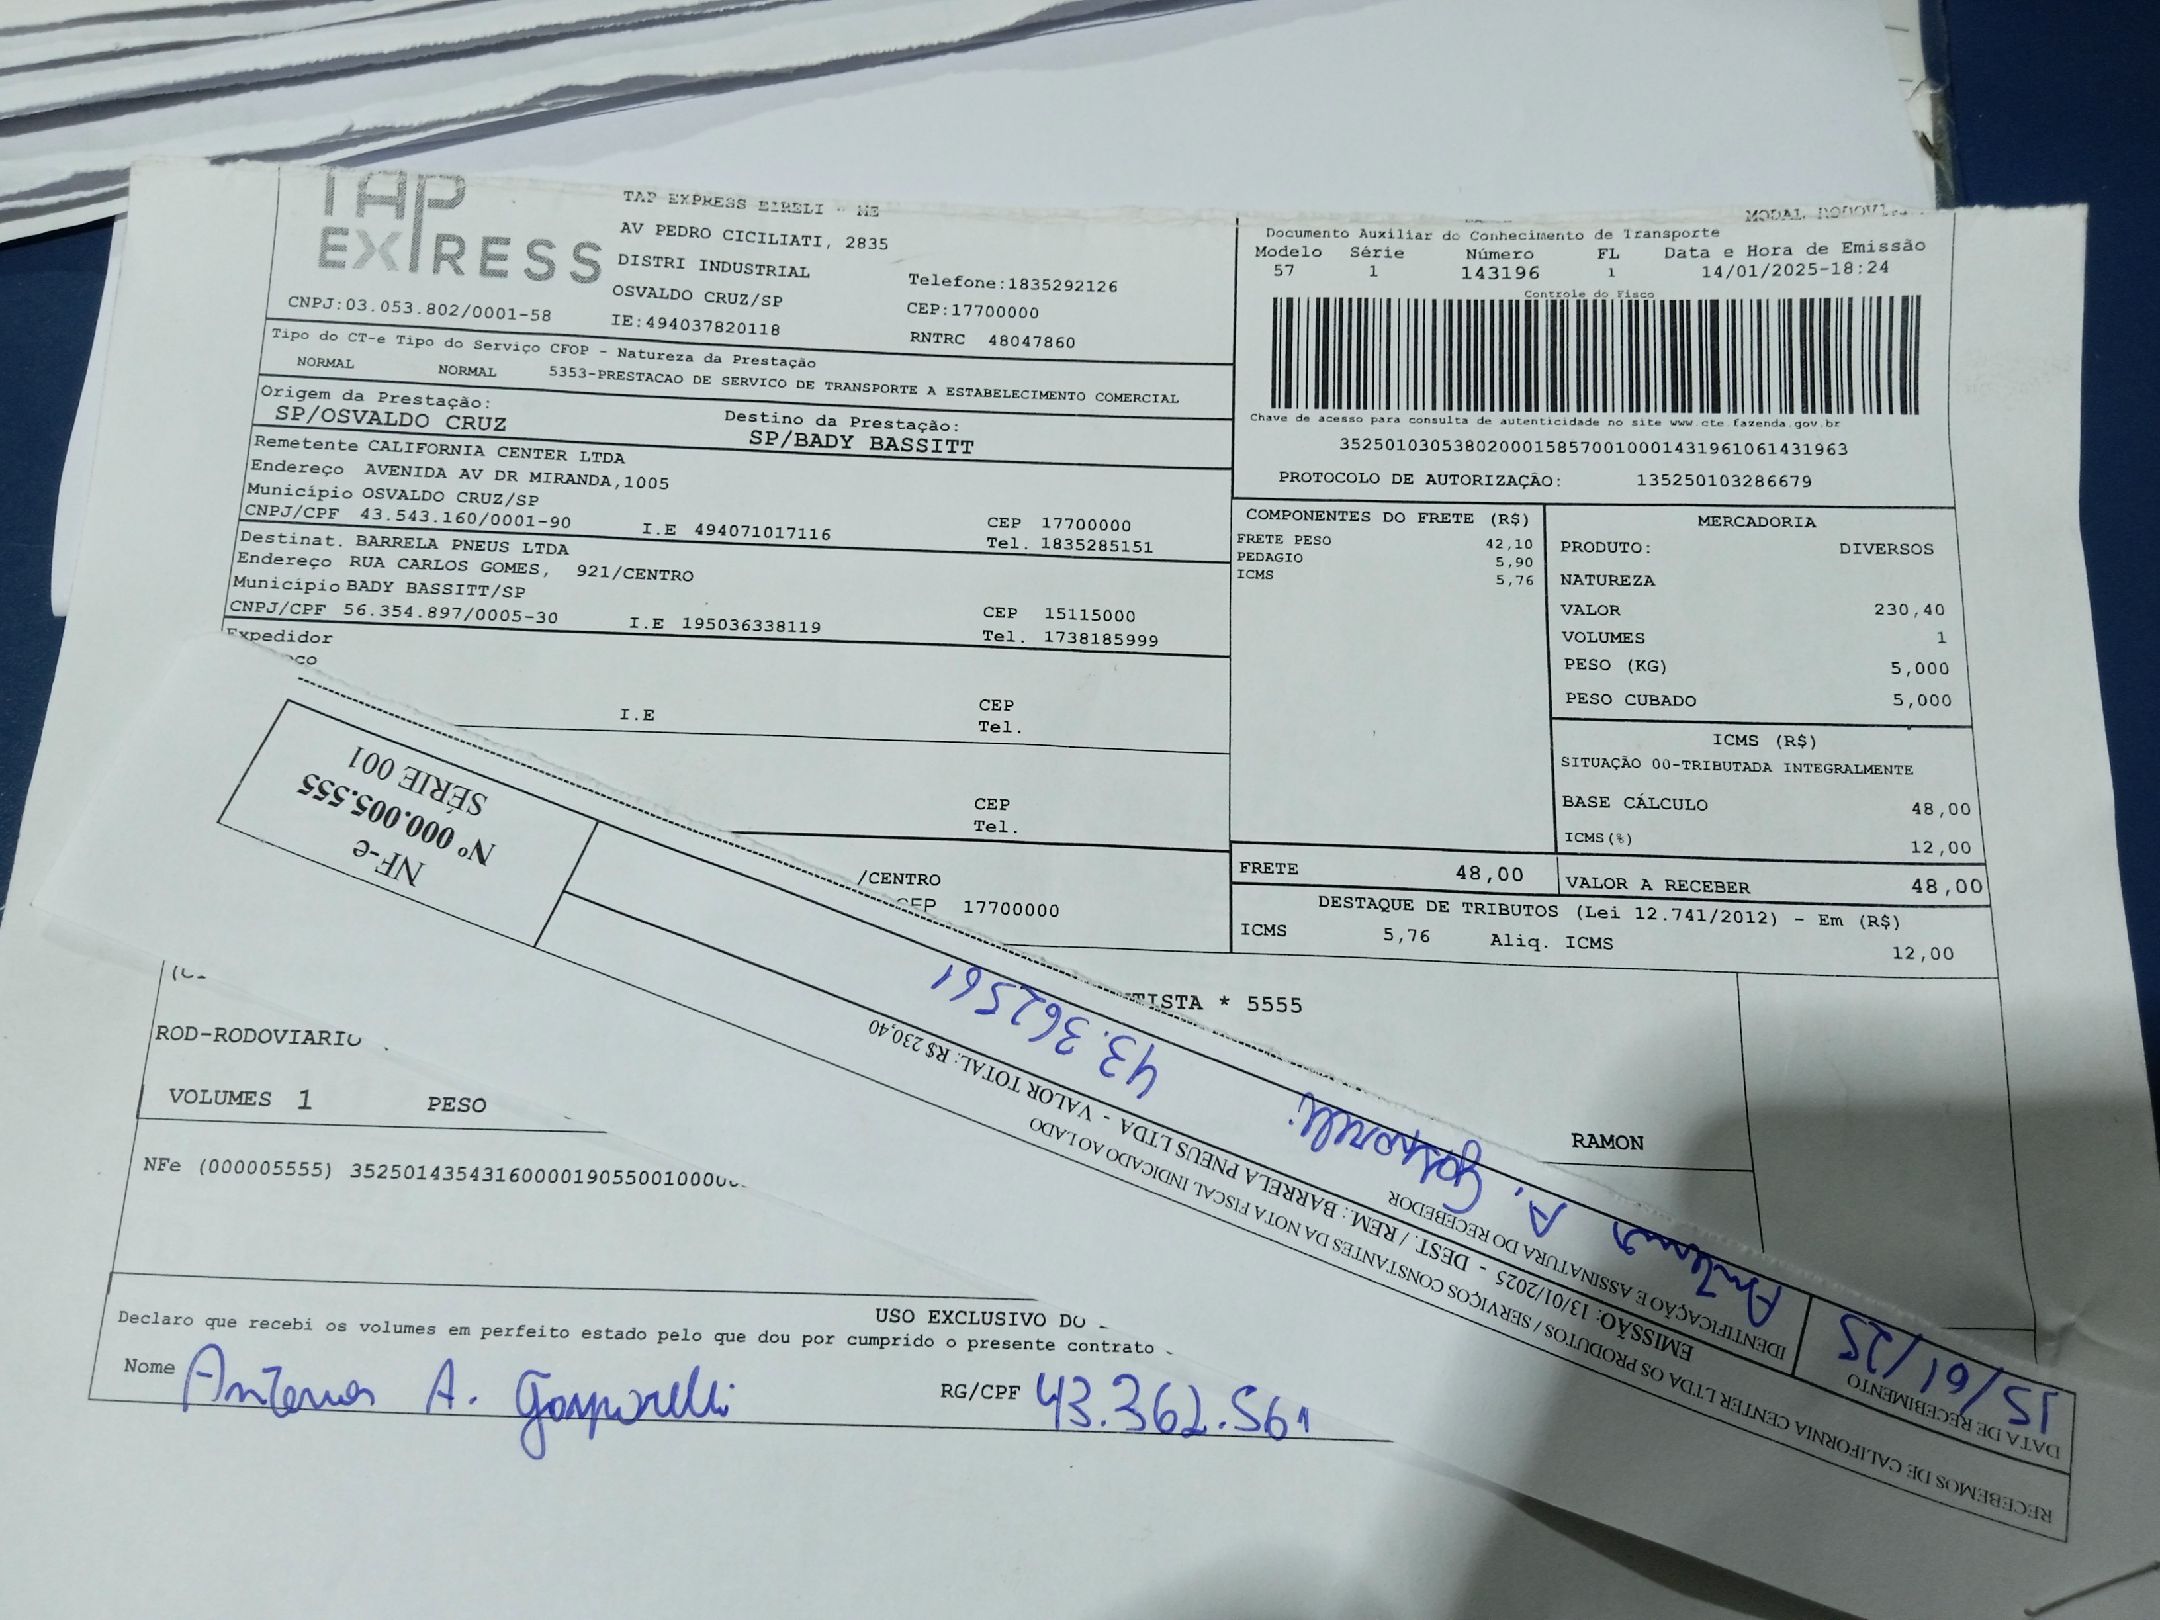 TAP
EXPRESS
TAP EXPRESS EIRELI - ME
AV PEDRO CICILIATI, 2835
DISTRI INDUSTRIAL
OSVALDO CRUZ/SP
IE:494037820118
Telefone:1835292126
CEP:17700000
RNTRC 48047860
CNPJ:03.053.802/0001-58
Tipo do CT-e Tipo do Serviço CFOP - Natureza da Prestação
NORMAL NORMAL 5353-PRESTACAO DE SERVICO DE TRANSPORTE A ESTABELECIMENTO COMERCIAL
Origem da Prestação: Destino da Prestação:
SP/OSVALDO CRUZ SP/BADY BASSITT
Remetente CALIFORNIA CENTER LTDA
Endereço AVENIDA AV DR MIRANDA,1005
Município OSVALDO CRUZ/SP CEP 17700000
CNPJ/CPF 43.543.160/0001-90 I.E 494071017116 Tel. 1835285151
Destinat. BARRELA PNEUS LTDA
Endereço RUA CARLOS GOMES, 921/CENTRO
Município BADY BASSITT/SP CEP 15115000
CNPJ/CPF 56.354.897/0005-30 I.E 195036338119 Tel. 1738185999
Expedidor
CEP
I.E Tel.
CEP
Tel.
/CENTRO
CEP 17700000
MODAL
Documento Auxiliar do Conhecimento de Transporte
Modelo Série Número FL Data e Hora de Emissão
57 1 143196 1 14/01/2025-18:24
Controle do Fisco
Chave de acesso para consulta de autenticidade no site www.cte.fazenda.gov.br
35250103053802000158570010001431961061431963
PROTOCOLO DE AUTORIZAÇÃO: 135250103286679
COMPONENTES DO FRETE (R$)
FRETE PESO 42,10
PEDAGIO 5,90
ICMS 5,76
MERCADORIA
PRODUTO: DIVERSOS
NATUREZA
VALOR 230,40
VOLUMES 1
PESO (KG) 5,000
PESO CUBADO 5,000
ICMS (R$)
SITUAÇÃO 00-TRIBUTADA INTEGRALMENTE
BASE CÁLCULO 48,00
ICMS(%) 12,00
FRETE 48,00 VALOR A RECEBER 48,00
DESTAQUE DE TRIBUTOS (Lei 12.741/2012) - Em (R$)
ICMS 5,76 Aliq. ICMS 12,00
TISTA * 5555
ROD-RODOVIARIO
RAMON
VOLUMES 1 PESO
NFe (000005555) 3525014354316000019055001000
USO EXCLUSIVO DO
Declaro que recebi os volumes em perfeito estado pelo que dou por cumprido o presente contrato
Nome A. Gasparelli RG/CPF 43.362.561
RECEBEMOS DE CALIFORNIA CENTER LTDA OS PRODUTOS / SERVIÇOS CONSTANTES DA NOTA FISCAL INDICADO AO LADO
EMISSÃO: 13/01/2025 - DEST. / REM.: BARRELA PNEUS LTDA - VALOR TOTAL: R$ 230,40
DATA DE RECEBIMENTO
15/01/25
IDENTIFICAÇÃO E ASSINATURA DO RECEBEDOR
A. Gasparelli 43.362561
NF-e
Nº 000.005.555
SÉRIE 001